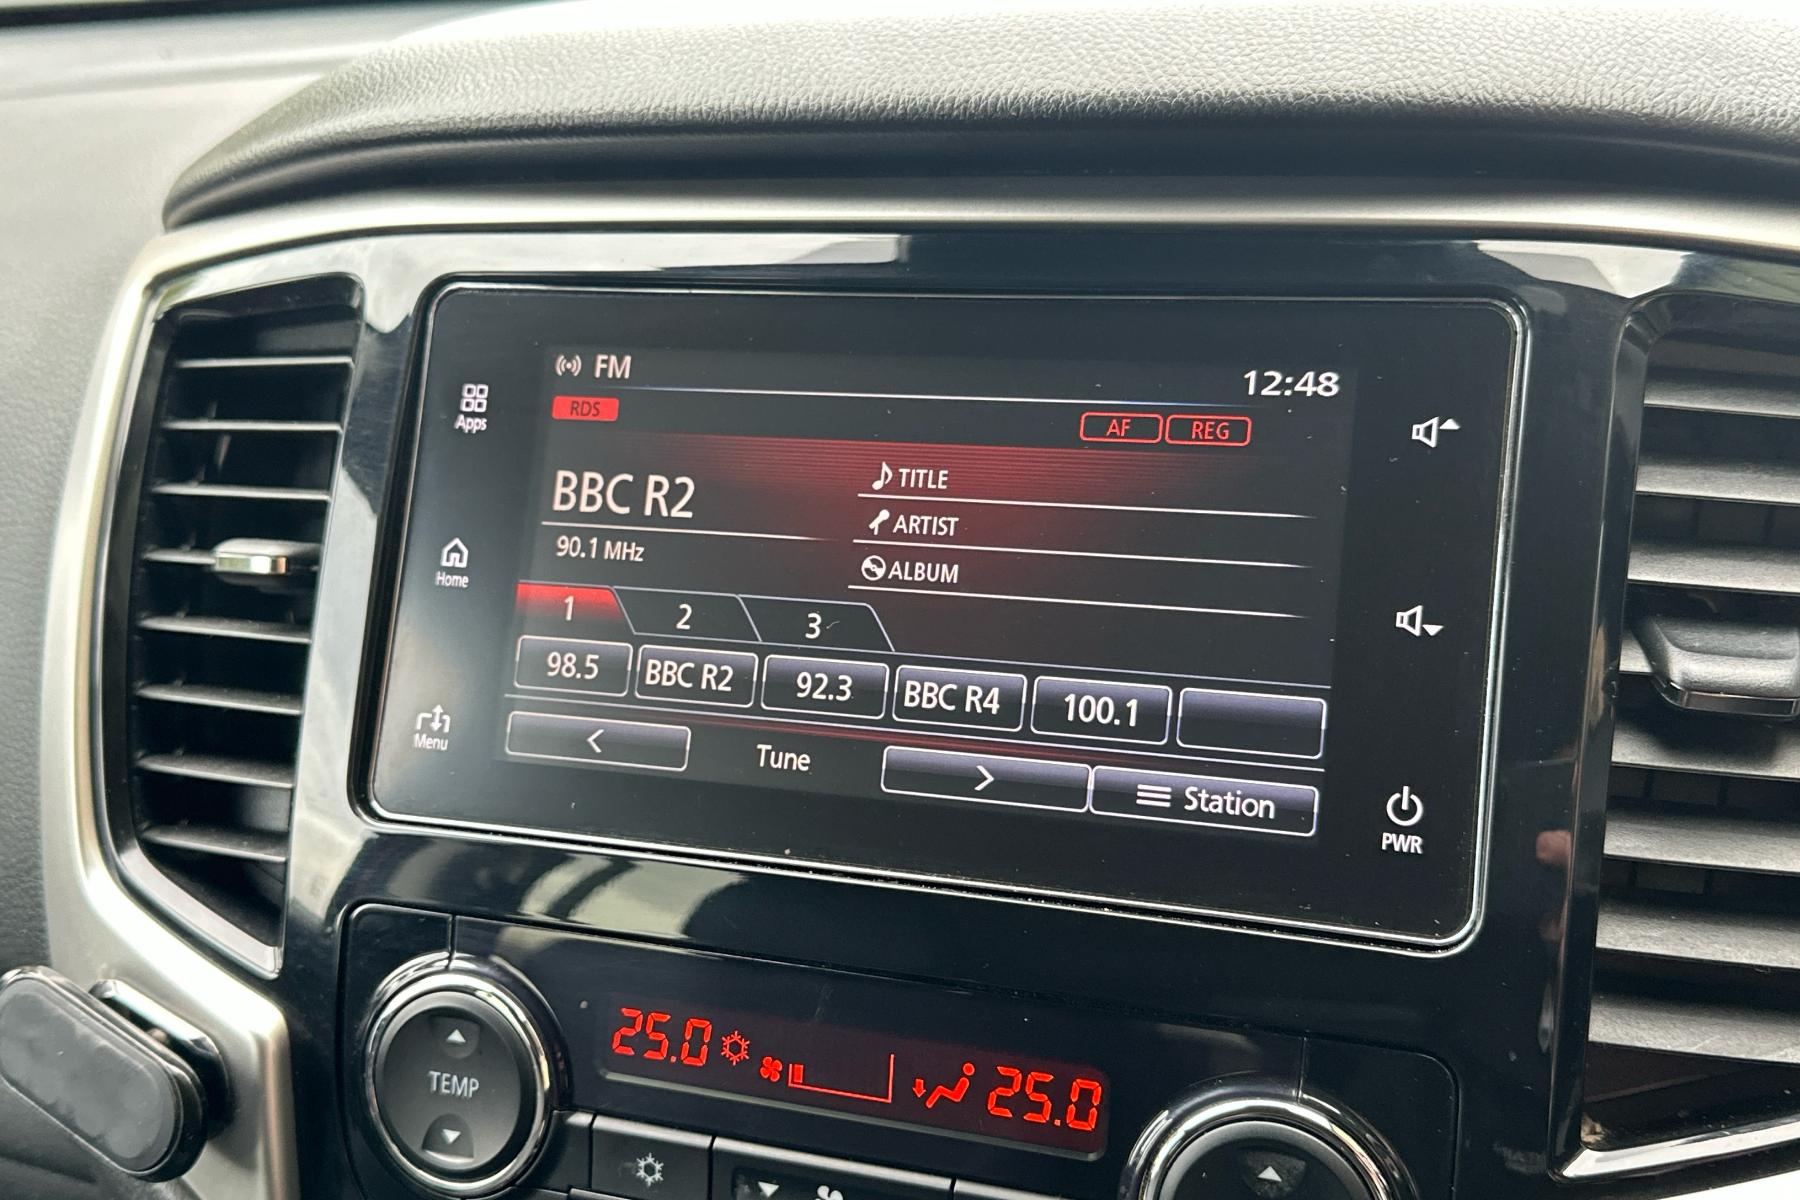 FM
12:48
Apps
RDS
AF REG
BBC R2
TITLE
90.1 MHz
ARTIST
ALBUM
Home
1 2 3
98.5 BBC R2 92.3 BBC R4 100.1
Menu
< Tune > Station
PWR
25.0 25.0
TEMP